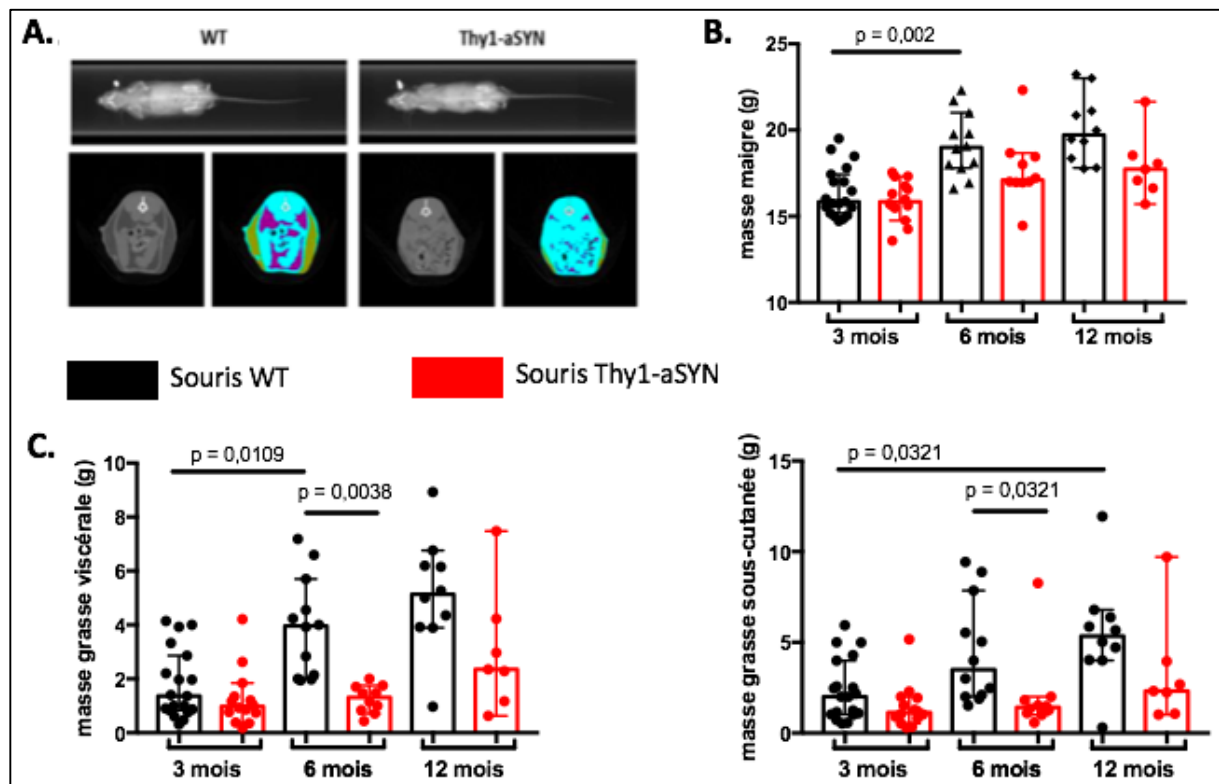 A.
WT
Thy1-aSYN
B.
p = 0,002
masse maigre (g)
25
20
15
10
3 mois
6 mois
12 mois
Souris WT
Souris Thy1-aSYN
C.
p = 0,0109
p = 0,0038
masse grasse viscérale (g)
10
8
6
4
2
0
3 mois
6 mois
12 mois
p = 0,0321
p = 0,0321
masse grasse sous-cutanée (g)
15
10
5
0
3 mois
6 mois
12 mois